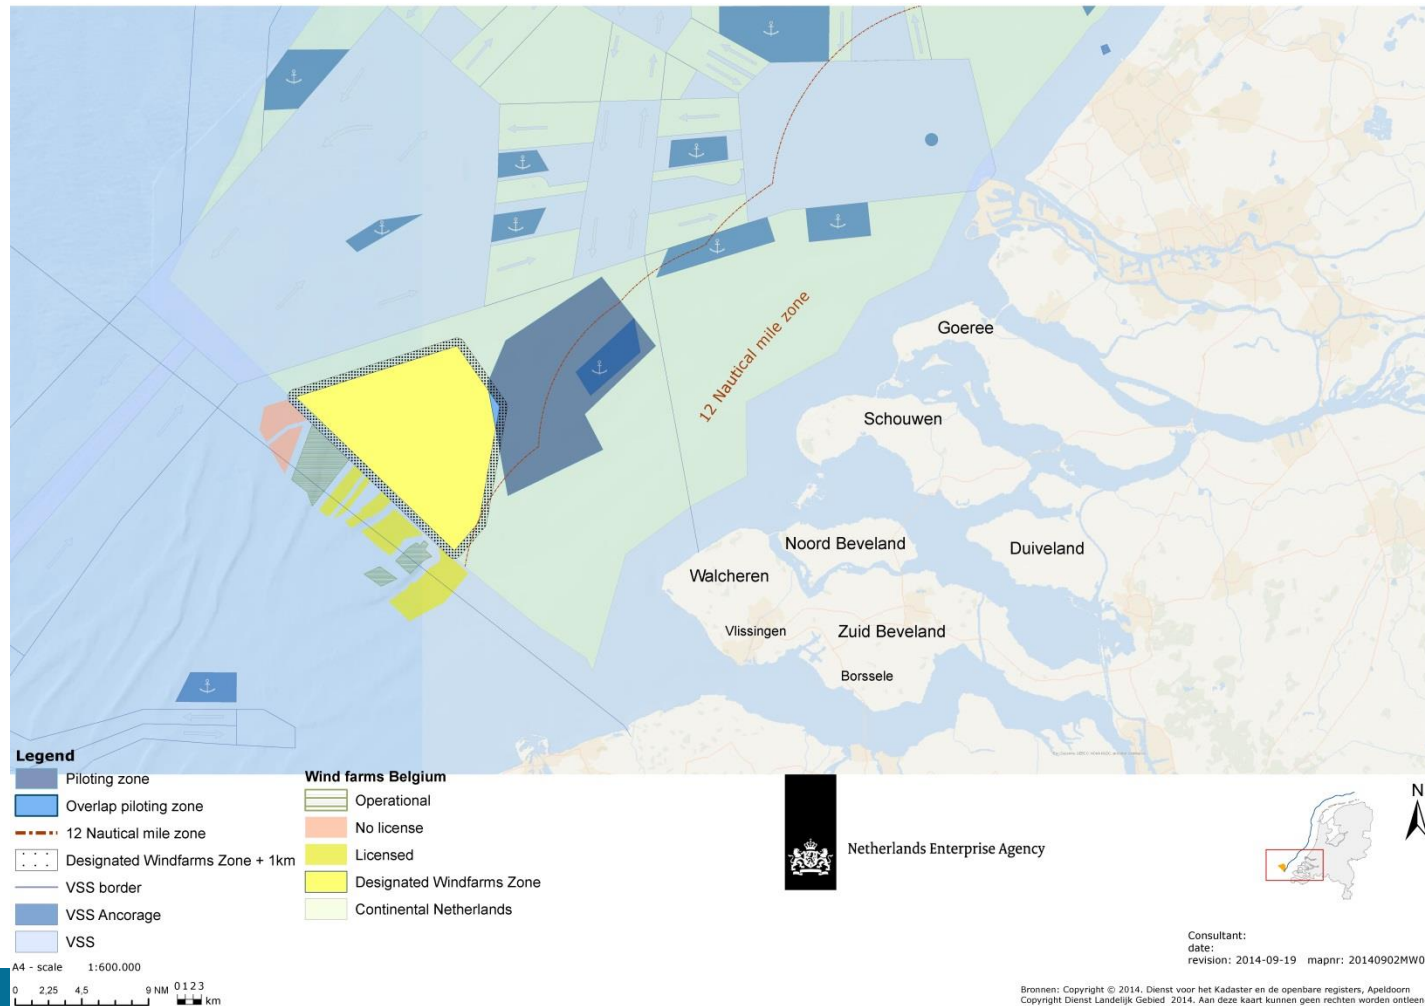 12 Nautical mile zone
Goeree
Schouwen
Noord Beveland
Duiveland
Walcheren
Vlissingen
Zuid Beveland
Borssele
Legend
Piloting zone
Overlap piloting zone
12 Nautical mile zone
Designated Windfarms Zone + 1km
VSS border
VSS Ancorage
VSS
Wind farms Belgium
Operational
No license
Licensed
Designated Windfarms Zone
Continental Netherlands
A4 - scale 1:600.000
0 2,25 4,5 9 NM
0 1 2 3
km
Netherlands Enterprise Agency
N
Consultant:
date:
revision: 2014-09-19 mapnr: 20140902MW0
Bronnen: Copyright © 2014. Dienst voor het Kadaster en de openbare registers, Apeldoorn
Copyright Dienst Landelijk Gebied 2014. Aan deze kaart kunnen geen rechten worden ontleen